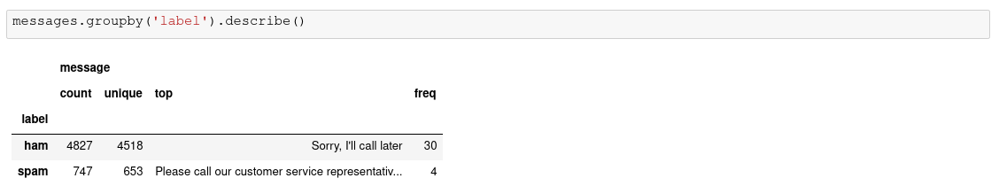 messages.groupby('label').describe()
message
count unique top freq
label
ham 4827 4518 Sorry, I'll call later 30
spam 747 653 Please call our customer service representativ... 4